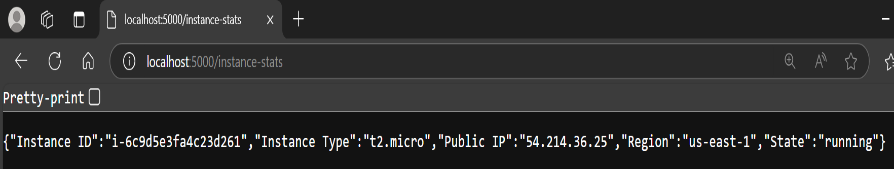 localhost:5000/instance-stats
localhost:5000/instance-stats
Pretty-print
{"Instance ID":"i-6c9d5e3fa4c23d261","Instance Type":"t2.micro","Public IP":"54.214.36.25","Region":"us-east-1","State":"running"}